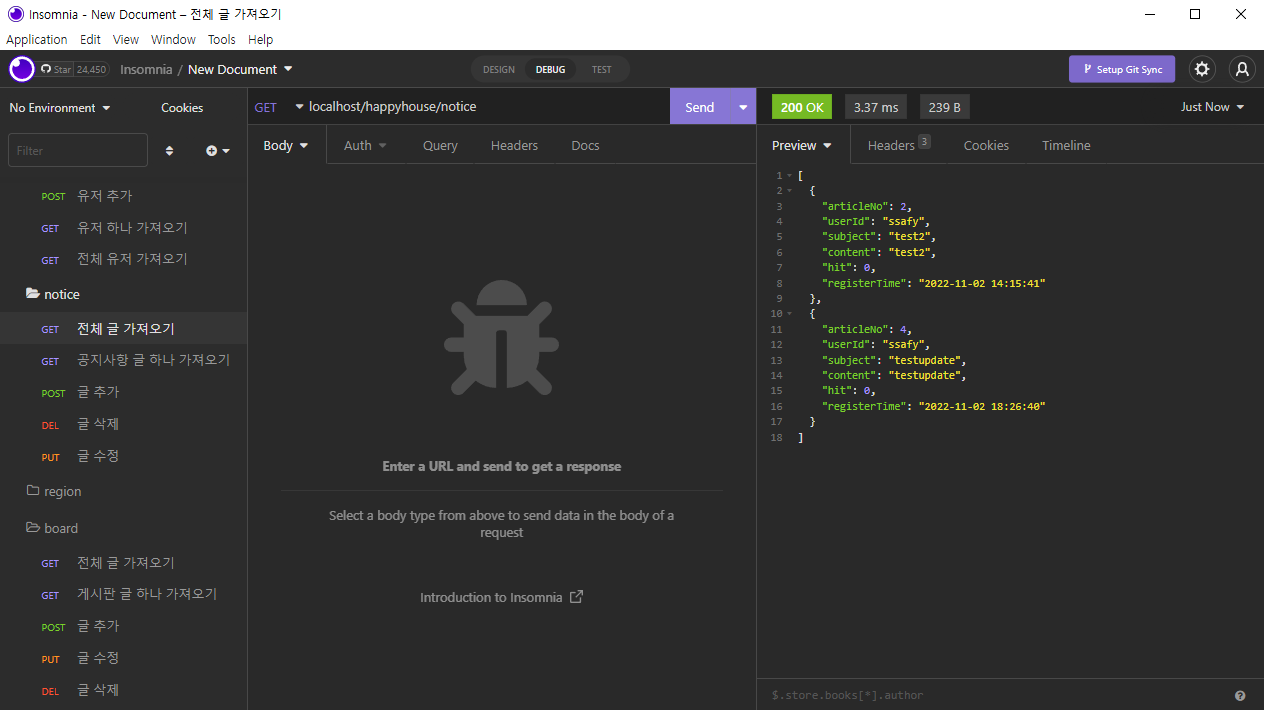 Insomnia - New Document – 전체 글 가져오기
Application Edit View Window Tools Help
Star 24,450 Insomnia / New Document DESIGN DEBUG TEST Setup Git Sync
No Environment Cookies
GET localhost/happyhouse/notice Send
200 OK 3.37 ms 239 B Just Now
Filter
Body Auth Query Headers Docs
Preview Headers 3 Cookies Timeline
POST 유저 추가
GET 유저 하나 가져오기
GET 전체 유저 가져오기
notice
GET 전체 글 가져오기
GET 공지사항 글 하나 가져오기
POST 글 추가
DEL 글 삭제
PUT 글 수정
region
board
GET 전체 글 가져오기
GET 게시판 글 하나 가져오기
POST 글 추가
PUT 글 수정
DEL 글 삭제
Enter a URL and send to get a response
Select a body type from above to send data in the body of a
request
Introduction to Insomnia
1 [
2 {
3 "articleNo": 2,
4 "userId": "ssafy",
5 "subject": "test2",
6 "content": "test2",
7 "hit": 0,
8 "registerTime": "2022-11-02 14:15:41"
9 },
10 {
11 "articleNo": 4,
12 "userId": "ssafy",
13 "subject": "testupdate",
14 "content": "testupdate",
15 "hit": 0,
16 "registerTime": "2022-11-02 18:26:40"
17 }
18 ]
$.store.books[*].author